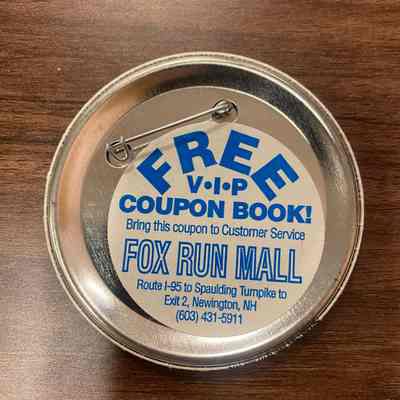 FREE
V•I•P
COUPON BOOK!
Bring this coupon to Customer Service
FOX RUN MALL
Route I-95 to Spaulding Turnpike to
Exit 2, Newington, NH
(603) 431-5911